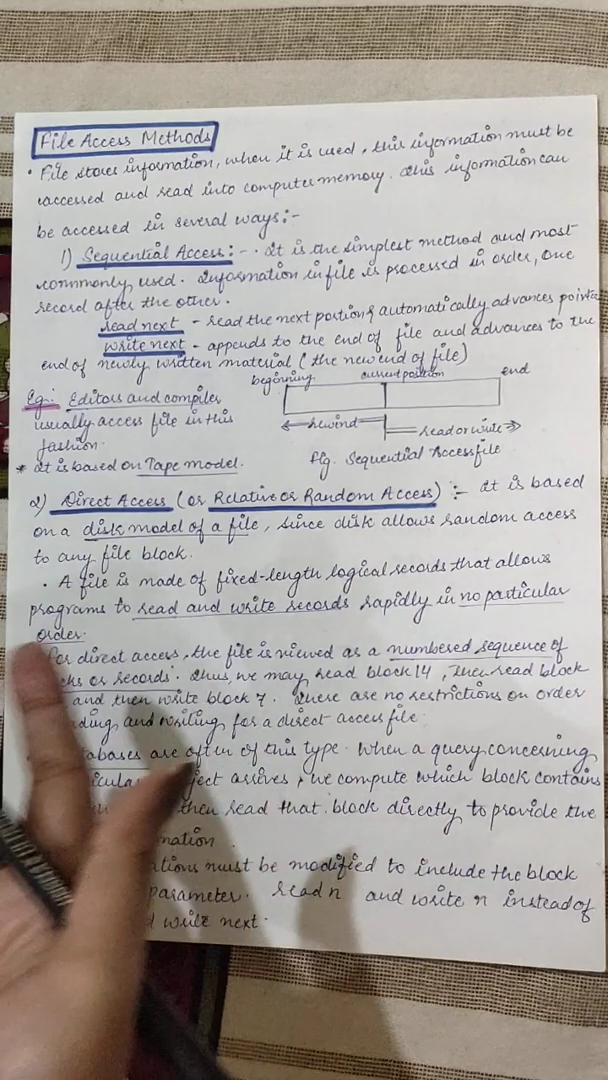 File Access Methods
• File stores information, when it is used, this information must be
accessed and read into computer memory. This information can
be accessed in several ways:-
1) Sequential Access:- • It is the simplest method and most
commonly used. Information in file is processed in order, one
record after the other.
read next - read the next portion & automatically advances pointer
write next - appends to the end of file and advances to the
end of newly written material (the new end of file)
beginning current position end
Eg:- Editors and compiler
usually access file in this
fashion.
rewind read or write
* It is based on Tape model.
fig. Sequential Access file
2) Direct Access (or Relative or Random Access) :- It is based
on a disk model of a file, since disk allows random access
to any file block.
• A file is made of fixed-length logical records that allows
programs to read and write records rapidly in no particular
order.
For direct access, the file is viewed as a numbered sequence of
or records. Thus, we may read block 14, then read block
and then write block 7. There are no restrictions on order
and writing for a direct access file.
are often of this type. When a query concerning
arrives, we compute which block contains
then read that block directly to provide the
must be modified to include the block
parameter. read n and write n instead of
write next.